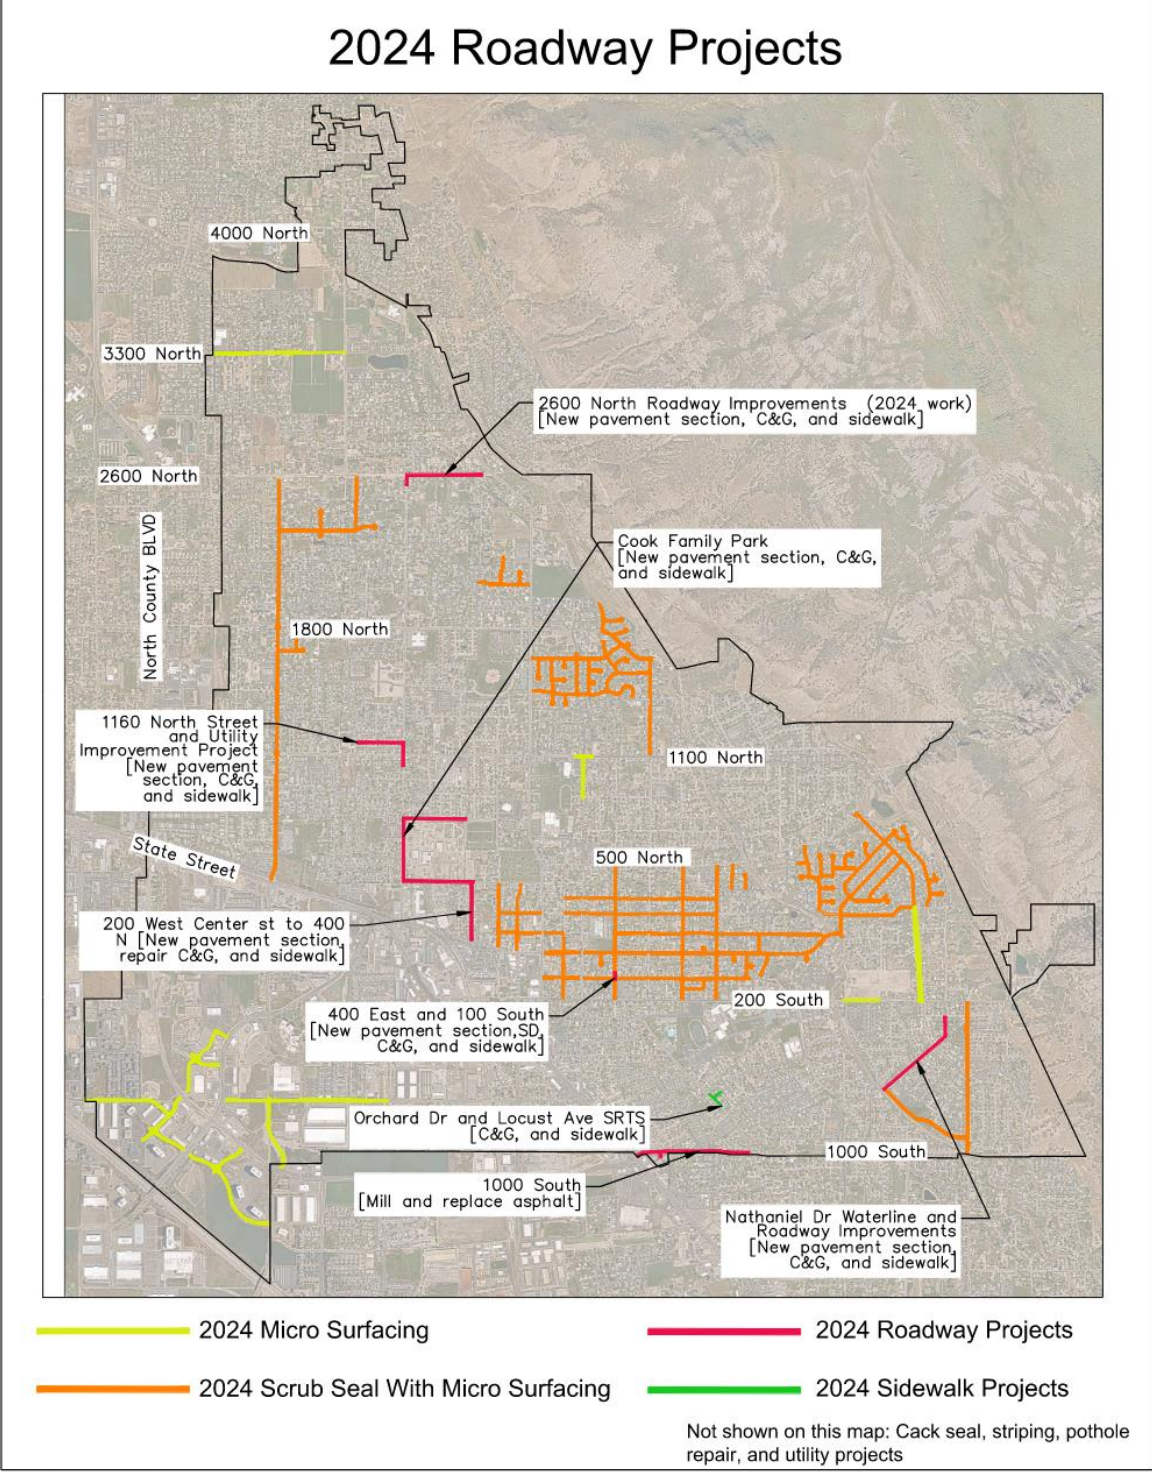 2024 Roadway Projects
4000 North
3300 North
2600 North Roadway Improvements (2024 work)
[New pavement section, C&G, and sidewalk]
2600 North
North County BLVD
Cook Family Park
[New pavement section, C&G,
and sidewalk]
1800 North
1160 North Street
and Utility
Improvement Project
[New pavement
section, C&G,
and sidewalk]
1100 North
State Street
500 North
200 West Center st to 400
N [New pavement section,
repair C&G, and sidewalk]
200 South
400 East and 100 South
[New pavement section,SD,
C&G, and sidewalk]
Orchard Dr and Locust Ave SRTS
[C&G, and sidewalk]
1000 South
1000 South
[Mill and replace asphalt]
Nathaniel Dr Waterline and
Roadway Improvements
[New pavement section,
C&G, and sidewalk]
2024 Micro Surfacing
2024 Roadway Projects
2024 Scrub Seal With Micro Surfacing
2024 Sidewalk Projects
Not shown on this map: Cack seal, striping, pothole
repair, and utility projects